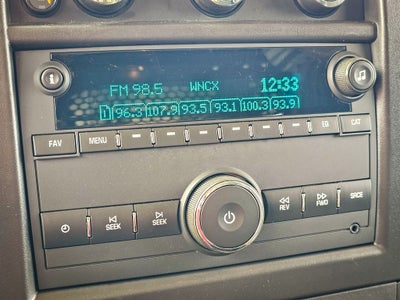 FM 98.5 WNCX 12:33
1 96.3 107.9 93.5 93.1 100.3 93.9
FAV MENU EQ CAT
SEEK SEEK REV FWD SRCE